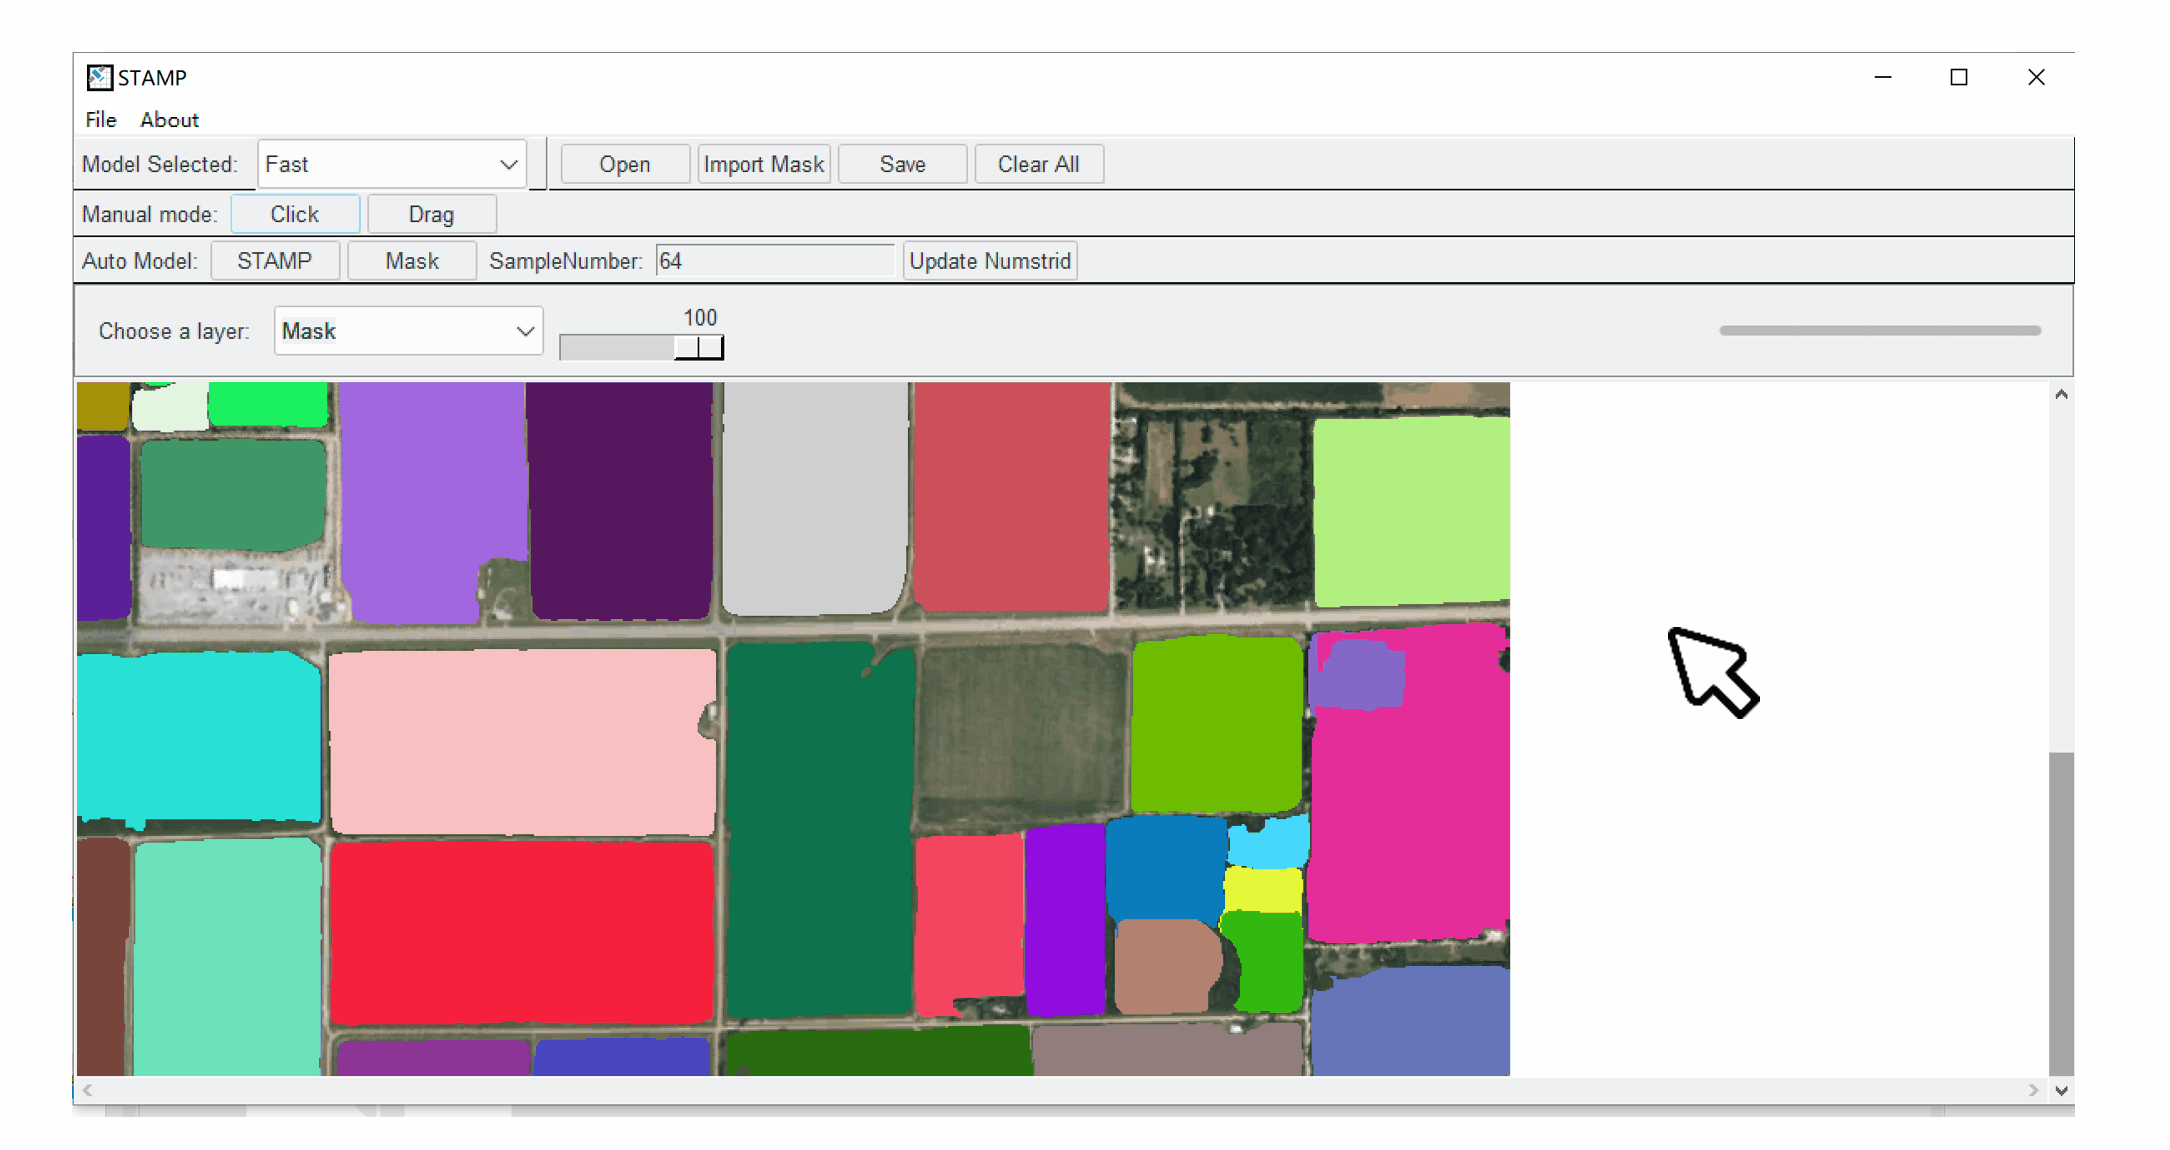 STAMP
File About
Model Selected: Fast Open Import Mask Save Clear All
Manual mode: Click Drag
Auto Model: STAMP Mask SampleNumber: 64 Update Numstrid
100
Choose a layer: Mask